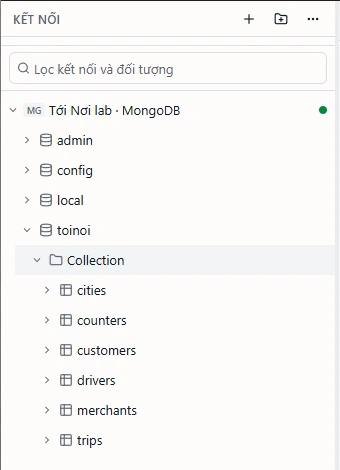 KẾT NỐI
Lọc kết nối và đối tượng
MG Tới Nơi lab · MongoDB
admin
config
local
toinoi
Collection
cities
counters
customers
drivers
merchants
trips